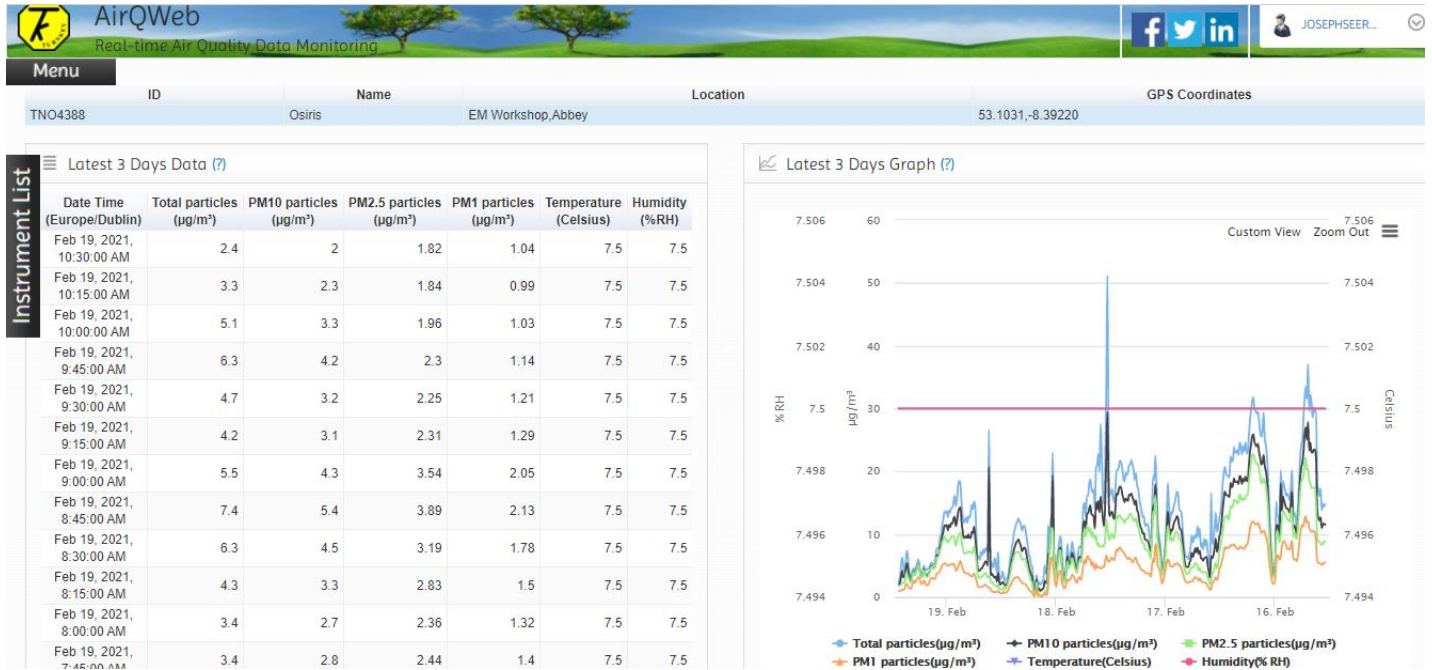 AirQWeb
Real-time Air Quality Data Monitoring
TURNKEY
f in
JOSEPHSEER...
Menu
ID Name Location GPS Coordinates
TNO4388 Osiris EM Workshop,Abbey 53.1031,-8.39220
Instrument List
Latest 3 Days Data (?)
Date Time (Europe/Dublin) Total particles (µg/m³) PM10 particles (µg/m³) PM2.5 particles (µg/m³) PM1 particles (µg/m³) Temperature (Celsius) Humidity (%RH)
Feb 19, 2021, 10:30:00 AM 2.4 2 1.82 1.04 7.5 7.5
Feb 19, 2021, 10:15:00 AM 3.3 2.3 1.84 0.99 7.5 7.5
Feb 19, 2021, 10:00:00 AM 5.1 3.3 1.96 1.03 7.5 7.5
Feb 19, 2021, 9:45:00 AM 6.3 4.2 2.3 1.14 7.5 7.5
Feb 19, 2021, 9:30:00 AM 4.7 3.2 2.25 1.21 7.5 7.5
Feb 19, 2021, 9:15:00 AM 4.2 3.1 2.31 1.29 7.5 7.5
Feb 19, 2021, 9:00:00 AM 5.5 4.3 3.54 2.05 7.5 7.5
Feb 19, 2021, 8:45:00 AM 7.4 5.4 3.89 2.13 7.5 7.5
Feb 19, 2021, 8:30:00 AM 6.3 4.5 3.19 1.78 7.5 7.5
Feb 19, 2021, 8:15:00 AM 4.3 3.3 2.83 1.5 7.5 7.5
Feb 19, 2021, 8:00:00 AM 3.4 2.7 2.36 1.32 7.5 7.5
Feb 19, 2021, 7:45:00 AM 3.4 2.8 2.44 1.4 7.5 7.5
Latest 3 Days Graph (?)
Custom View Zoom Out
7.506 60 7.506
7.504 50 7.504
7.502 40 7.502
% RH µg/m³ Celsius
7.5 30 7.5
7.498 20 7.498
7.496 10 7.496
7.494 0 7.494
19. Feb 18. Feb 17. Feb 16. Feb
Total particles(µg/m³) PM10 particles(µg/m³) PM2.5 particles(µg/m³)
PM1 particles(µg/m³) Temperature(Celsius) Humidity(% RH)